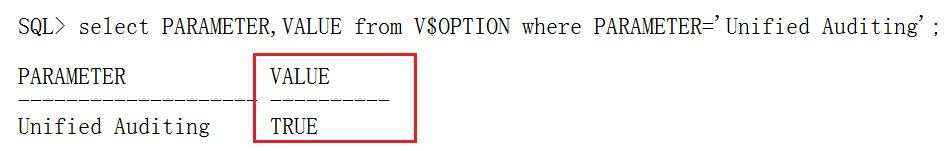 SQL> select PARAMETER,VALUE from V$OPTION where PARAMETER='Unified Auditing';
PARAMETER            VALUE
-------------------- ----------
Unified Auditing     TRUE